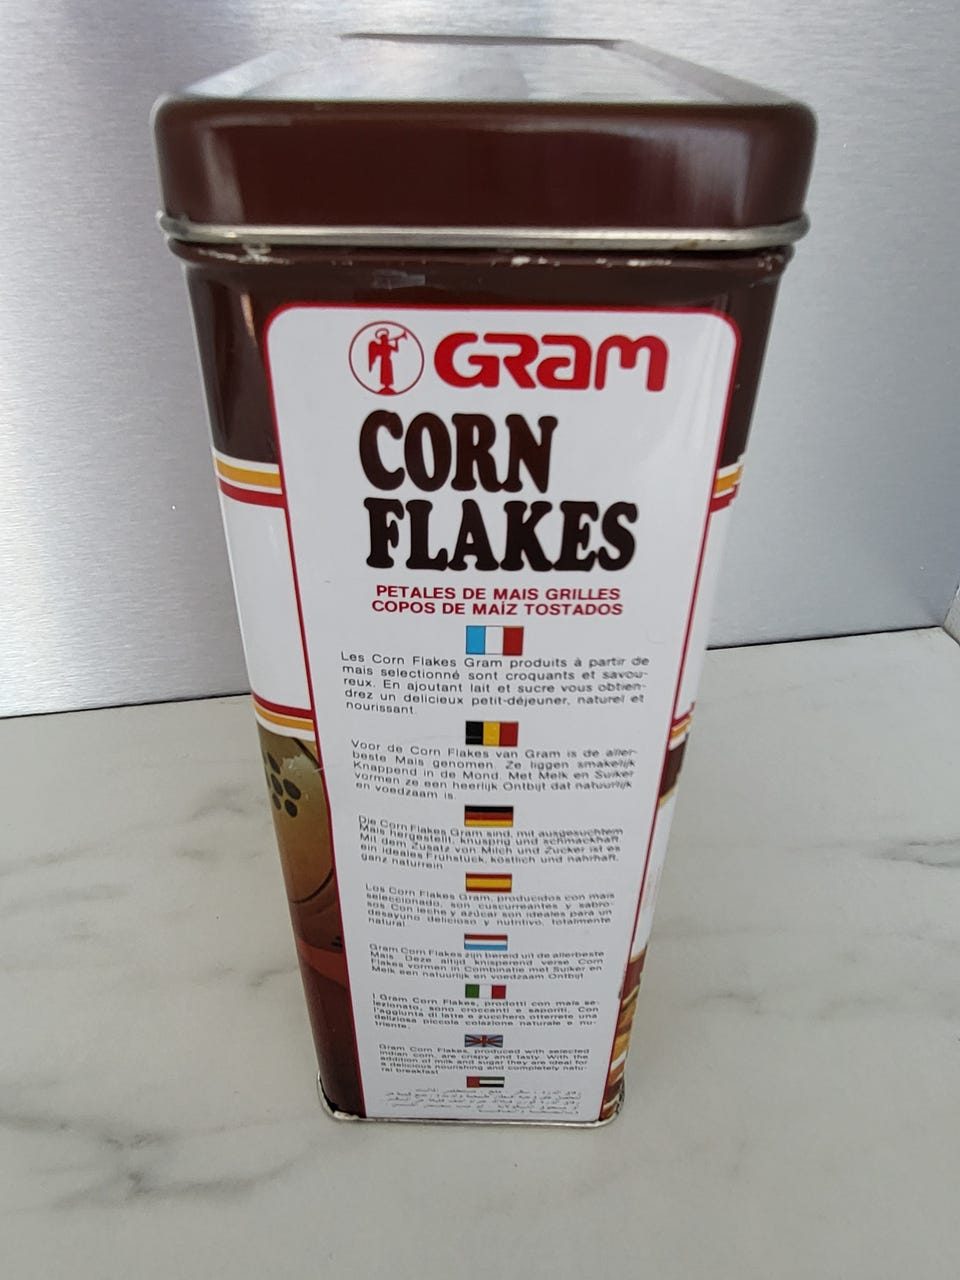 GRam
CORN
FLAKES
PETALES DE MAIS GRILLES
COPOS DE MAÍZ TOSTADOS
Les Corn Flakes Gram produits à partir de
mais selectionné sont croquants et savou-
reux. En ajoutant lait et sucre vous obtien-
drez un delicieux petit-déjeuner, naturel et
nourissant.
Voor de Corn Flakes van Gram is de aller-
beste Mais genomen. Ze liggen smakelijk
Knappend in de Mond. Met Melk en Suiker
vormen ze een heerlijk Ontbijt dat natuurlijk
en voedzaam is.
Die Corn Flakes Gram sind, mit ausgesuchtem
Mais hergestellt, knusprig und schmackhaft.
Mit dem Zusatz von Milch und Zucker ist es
ein ideales Frühstück, köstlich und nahrhaft,
ganz naturrein
Los Corn Flakes Gram, producidos con mais
seleccionado, son cuscurreantes y sabro-
sos. Con leche y azúcar son ideales para un
desayuno delicioso y nutritivo, totalmente
natural
Gram Corn Flakes zijn bereid uit de allerbeste
Mais. Deze altijd knisperend verse Corn
Flakes vormen in Combinatie met Suiker en
Melk een natuurlijk en voedzaam Ontbijt
I Gram Corn Flakes, prodotti con mais se-
lezionato, sono croccanti e saporiti. Con
l'aggiunta di latte e zucchero otterrete una
deliziosa piccola colazione naturale e nu-
triente.
Gram Corn Flakes, produced with selected
indian corn, are crispy and tasty. With the
addition of milk and sugar they are ideal for
a delicious nourishing and completely natu-
ral breakfast